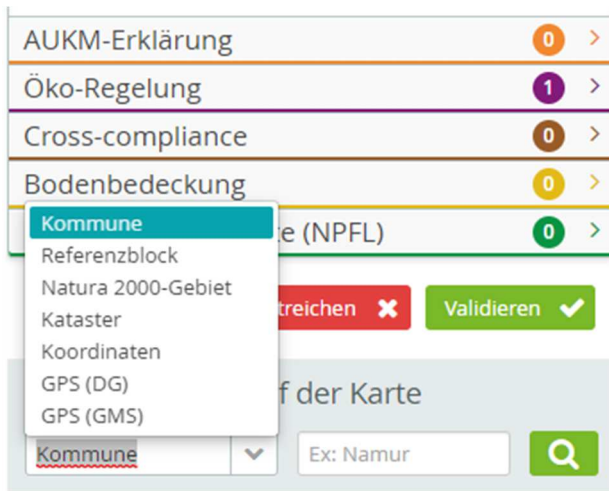 AUKM-Erklärung 0
Öko-Regelung 1
Cross-compliance 0
Bodenbedeckung 0
Kommune
e (NPFL) 0
Referenzblock
Natura 2000-Gebiet
Kataster
treichen Validieren
Koordinaten
GPS (DG)
f der Karte
GPS (GMS)
Kommune Ex: Namur